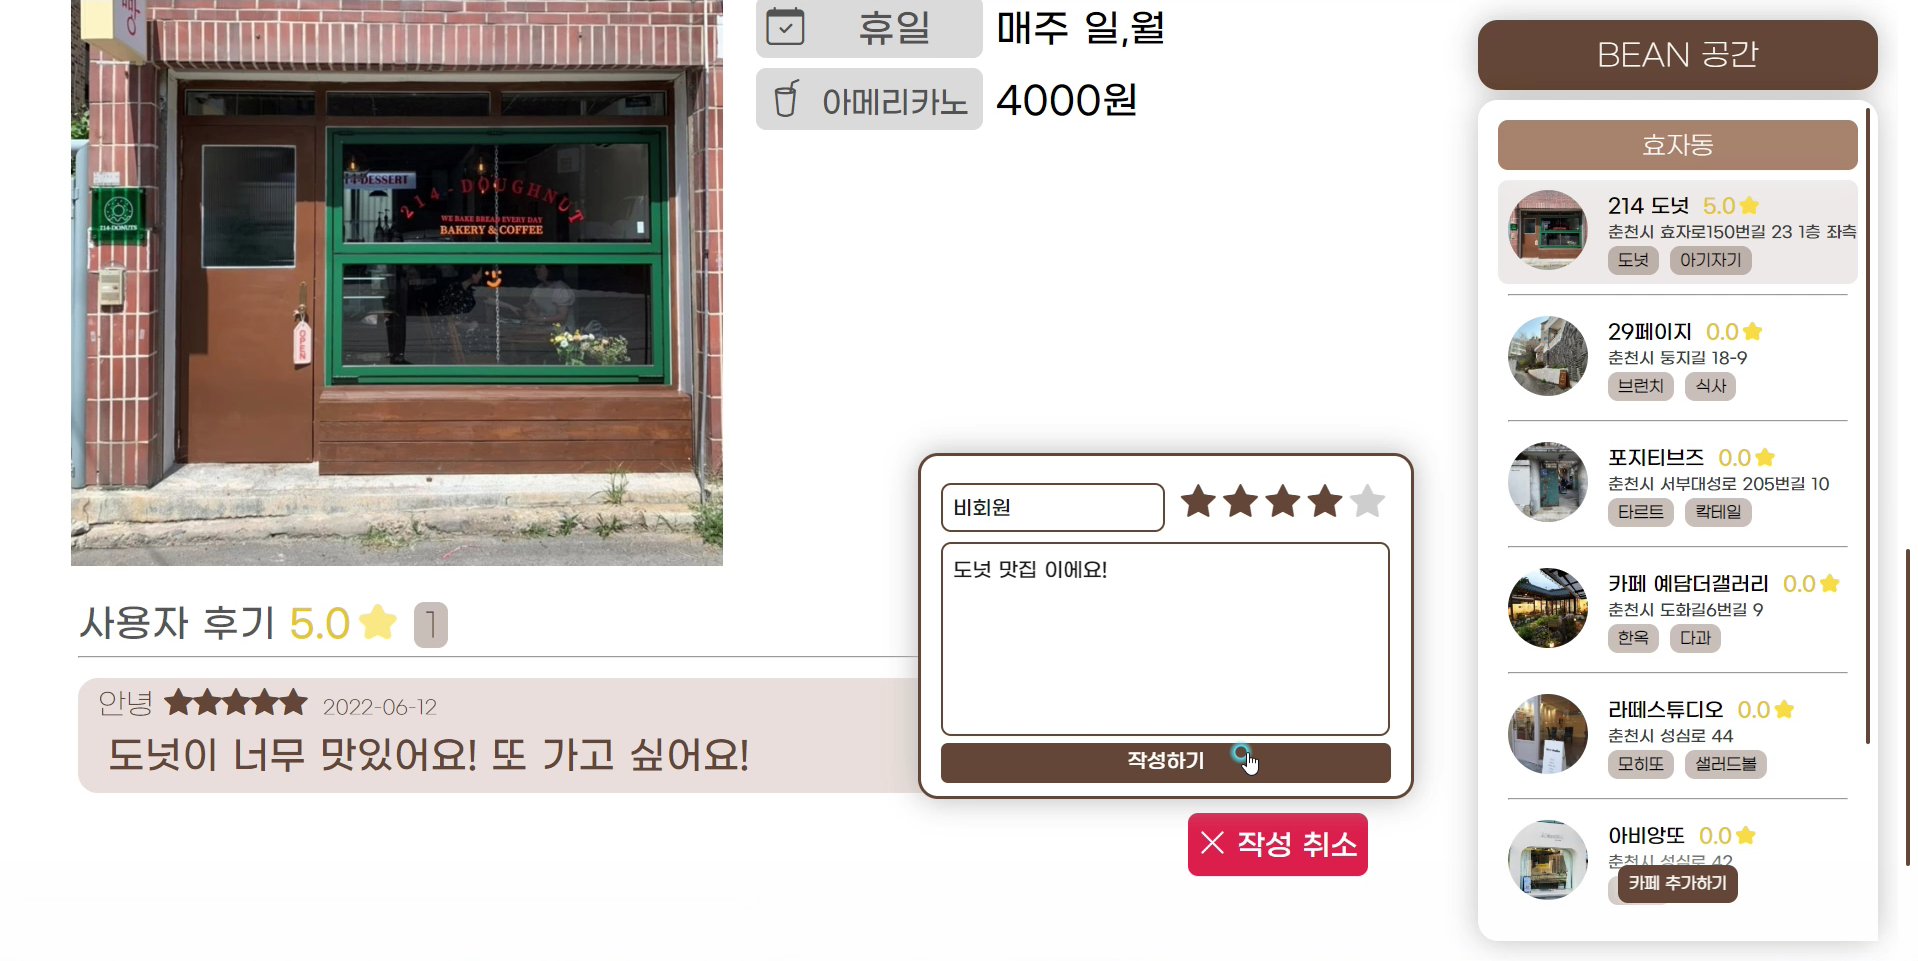 빵
214 DONUTS
14-DESSERT
214-DOUGHNUT
WE BAKE BREAD EVERY DAY
BAKERY & COFFEE
OPEN
휴일 매주 일,월
아메리카노 4000원
사용자 후기 5.0 1
안녕 2022-06-12
도넛이 너무 맛있어요! 또 가고 싶어요!
비회원
도넛 맛집 이에요!
작성하기
작성 취소
BEAN 공간
효자동
214 도넛 5.0
춘천시 효자로150번길 23 1층 좌측
도넛 아기자기
29페이지 0.0
춘천시 둥지길 18-9
브런치 식사
포지티브즈 0.0
춘천시 서부대성로 205번길 10
타르트 칵테일
카페 예담더갤러리 0.0
춘천시 도화길6번길 9
한옥 다과
라떼스튜디오 0.0
춘천시 성심로 44
모히또 샐러드볼
아비앙또 0.0
춘천시 성심로 42
카페 추가하기